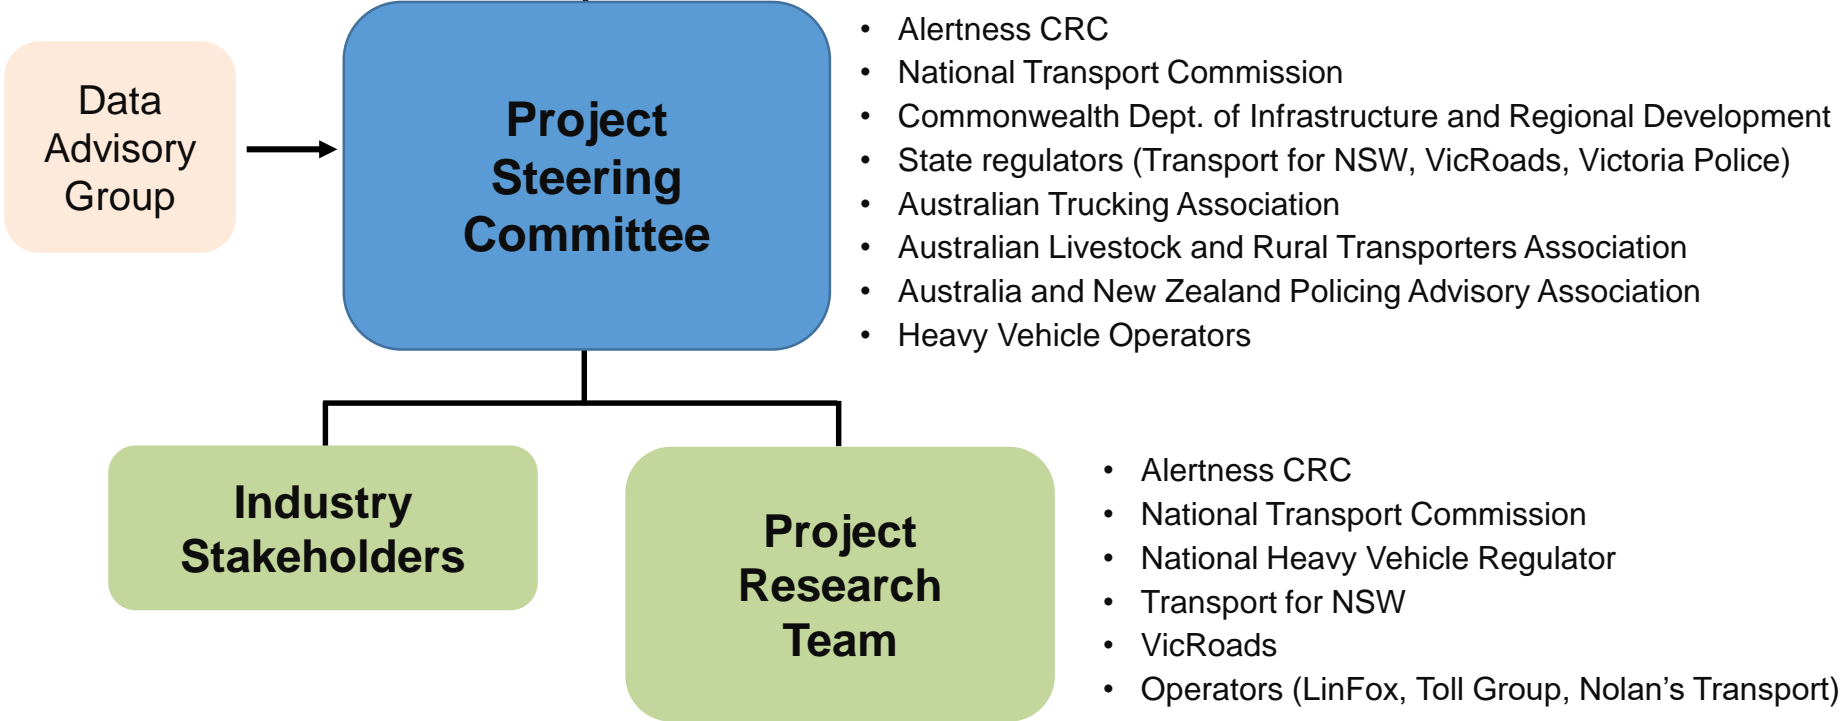 Data
Advisory
Group
Project
Steering
Committee
• Alertness CRC
• National Transport Commission
• Commonwealth Dept. of Infrastructure and Regional Development
• State regulators (Transport for NSW, VicRoads, Victoria Police)
• Australian Trucking Association
• Australian Livestock and Rural Transporters Association
• Australia and New Zealand Policing Advisory Association
• Heavy Vehicle Operators
Industry
Stakeholders
Project
Research
Team
• Alertness CRC
• National Transport Commission
• National Heavy Vehicle Regulator
• Transport for NSW
• VicRoads
• Operators (LinFox, Toll Group, Nolan’s Transport)